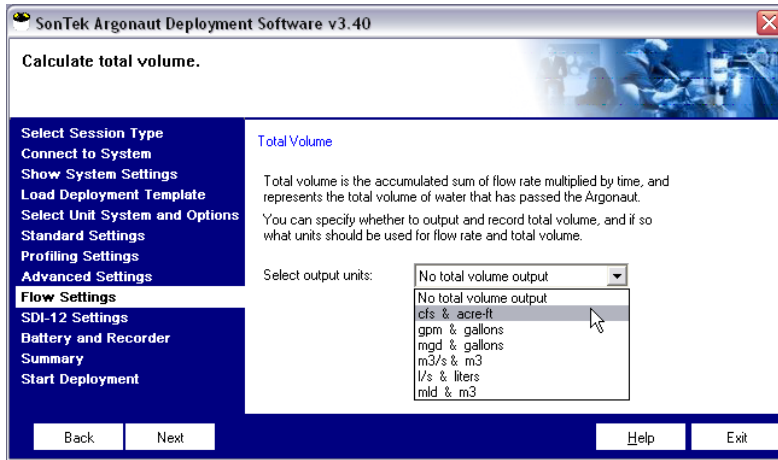 SonTek Argonaut Deployment Software v3.40
Calculate total volume.
Select Session Type
Connect to System
Show System Settings
Load Deployment Template
Select Unit System and Options
Standard Settings
Profiling Settings
Advanced Settings
Flow Settings
SDI-12 Settings
Battery and Recorder
Summary
Start Deployment
Total Volume
Total volume is the accumulated sum of flow rate multiplied by time, and
represents the total volume of water that has passed the Argonaut.
You can specify whether to output and record total volume, and if so
what units should be used for flow rate and total volume.
Select output units:
No total volume output
No total volume output
cfs & acre-ft
gpm & gallons
mgd & gallons
m3/s & m3
l/s & liters
mld & m3
Back
Next
Help
Exit